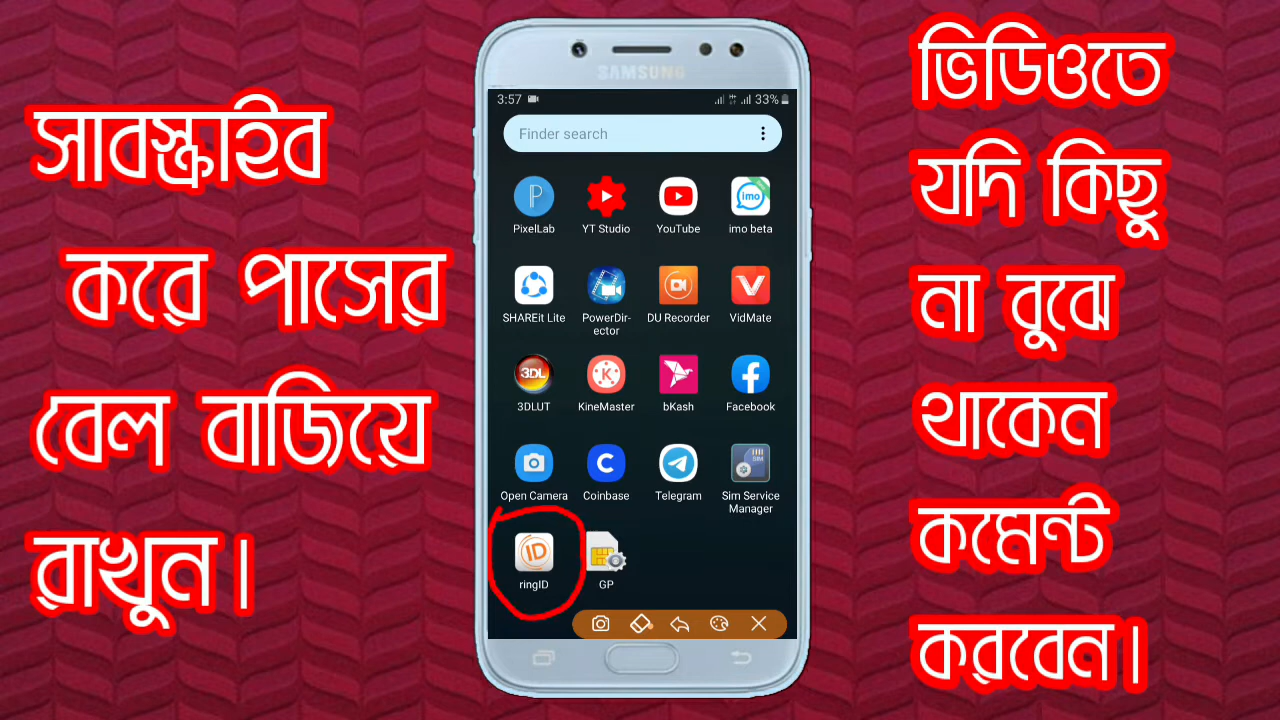 সাবস্ক্রাইব
করে পাসের
বেল বাজিয়ে
রাখুন।
SAMSUNG
3:57
33%
Finder search
PixelLab YT Studio YouTube imo beta
SHAREit Lite PowerDir-
ector DU Recorder VidMate
3DLUT KineMaster bKash Facebook
Open Camera Coinbase Telegram Sim Service
Manager
ringID GP
ভিডিওতে
যদি কিছু
না বুঝে
থাকেন
কমেন্ট
করবেন।